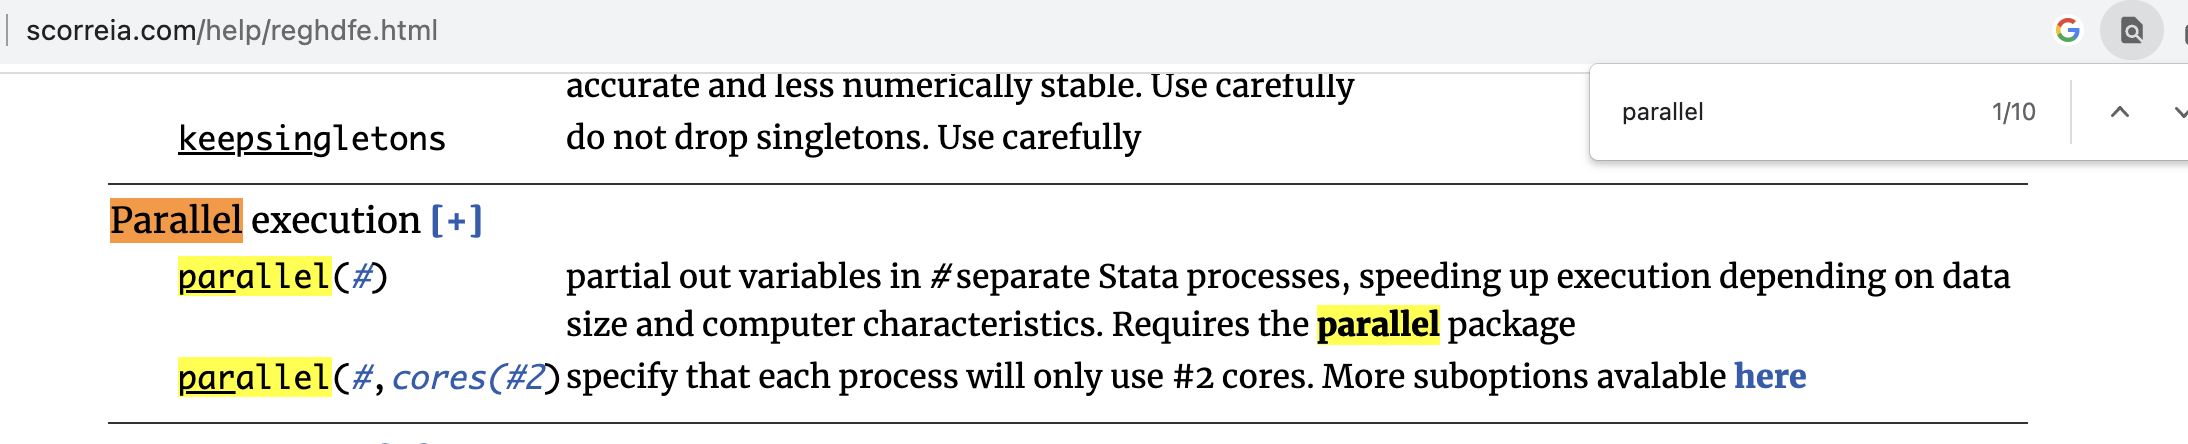 scorreia.com/help/reghdfe.html
parallel 1/10
accurate and less numerically stable. Use carefully
keepsingletons do not drop singletons. Use carefully
Parallel execution [+]
parallel(#) partial out variables in # separate Stata processes, speeding up execution depending on data
size and computer characteristics. Requires the parallel package
parallel(#, cores(#2) specify that each process will only use #2 cores. More suboptions avalable here